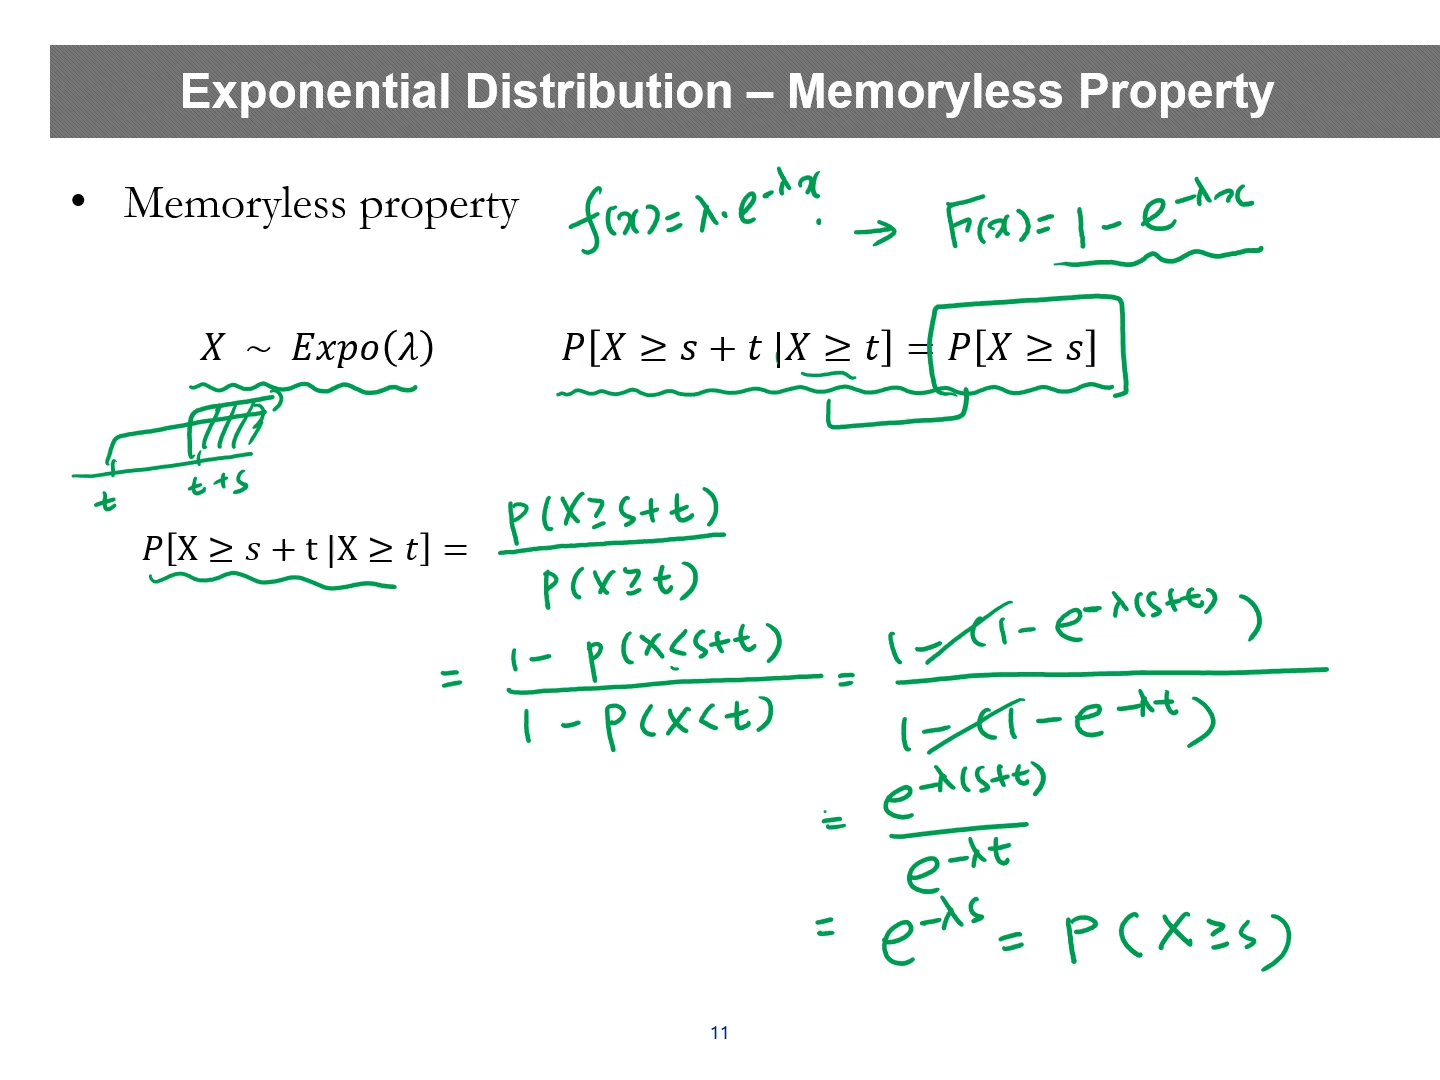 Exponential Distribution – Memoryless Property
• Memoryless property f(x)= λ· e^-λx . → F(x)= 1 - e^-λx
X ~ Expo(λ) P[X ≥ s + t |X ≥ t] = P[X ≥ s]
t t+s
P[X ≥ s + t |X ≥ t] = P(X≥s+t) / P(X≥t)
= 1 - P(X<s+t) / 1 - P(X<t) = 1-(1-e^-λ(s+t)) / 1-(1-e^-λt)
= e^-λ(s+t) / e^-λt
= e^-λs = P(X≥s)
11